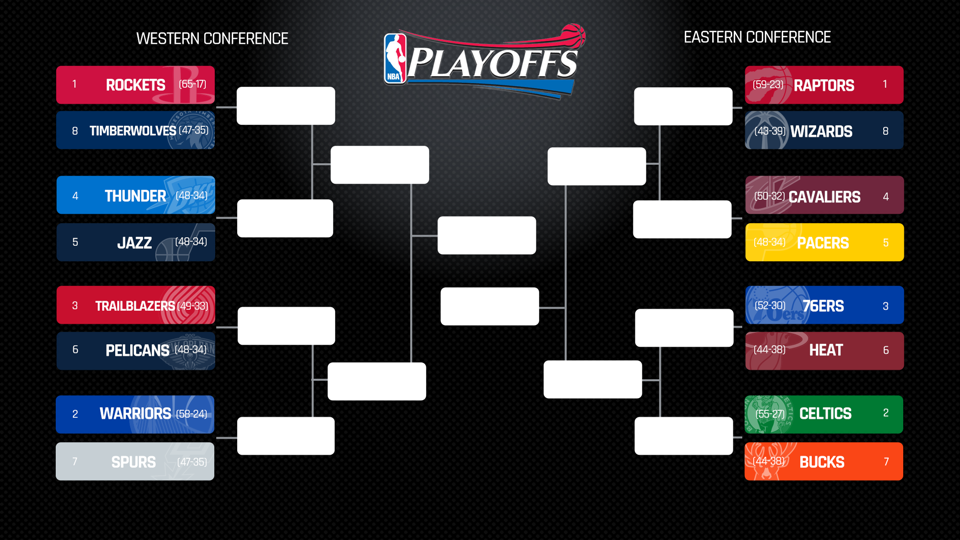 WESTERN CONFERENCE
EASTERN CONFERENCE
NBA
PLAYOFFS
1 ROCKETS (65-17)
8 TIMBERWOLVES (47-35)
4 THUNDER (48-34)
5 JAZZ (48-34)
3 TRAILBLAZERS (49-33)
6 PELICANS (48-34)
2 WARRIORS (58-24)
7 SPURS (47-35)
(59-23) RAPTORS 1
(43-39) WIZARDS 8
(50-32) CAVALIERS 4
(48-34) PACERS 5
(52-30) 76ERS 3
(44-38) HEAT 6
(55-27) CELTICS 2
(44-38) BUCKS 7